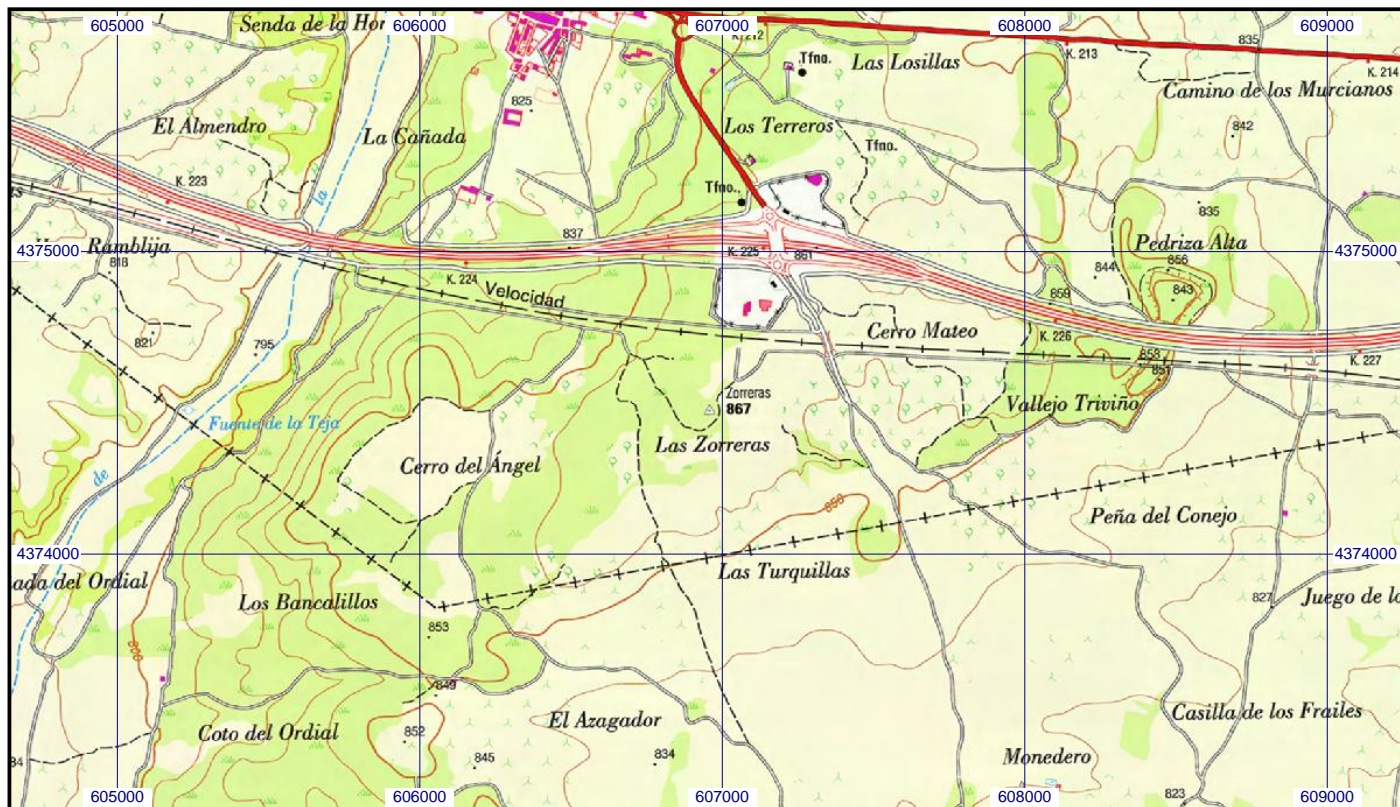 605000 606000 607000 608000 609000
Senda de la Hor
K. 212
835
K. 213
K. 214
Tfno.
Las Losillas
Camino de los Murcianos
825
El Almendro
La Cañada
Los Terreros
842
Tfno.
K. 223
la
Tfno..
835
Ramblija
837
K. 225
861
Pedriza Alta
4375000 4375000
818
K. 224
856
844
843
Velocidad
859
Cerro Mateo
K. 226
821
795
853
851
K. 227
Zorreras
867
Vallejo Triviño
Fuente de la Teja
Las Zorreras
Cerro del Ángel
de
850
Peña del Conejo
4374000 4374000
ada del Ordial
Las Turquillas
Los Bancalillos
827
Juego de lo
853
800
849
El Azagador
Casilla de los Frailes
Coto del Ordial
852
845
834
Monedero
84
823
605000 606000 607000 608000 609000